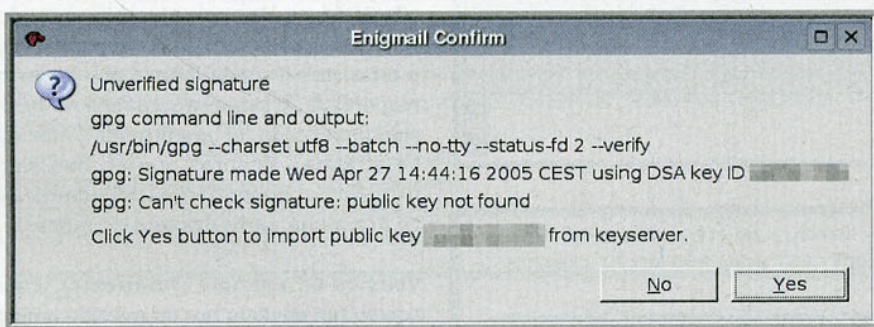 Enigmail Confirm
Unverified signature
gpg command line and output:
/usr/bin/gpg --charset utf8 --batch --no-tty --status-fd 2 --verify
gpg: Signature made Wed Apr 27 14:44:16 2005 CEST using DSA key ID
gpg: Can't check signature: public key not found
Click Yes button to import public key from keyserver.
No
Yes